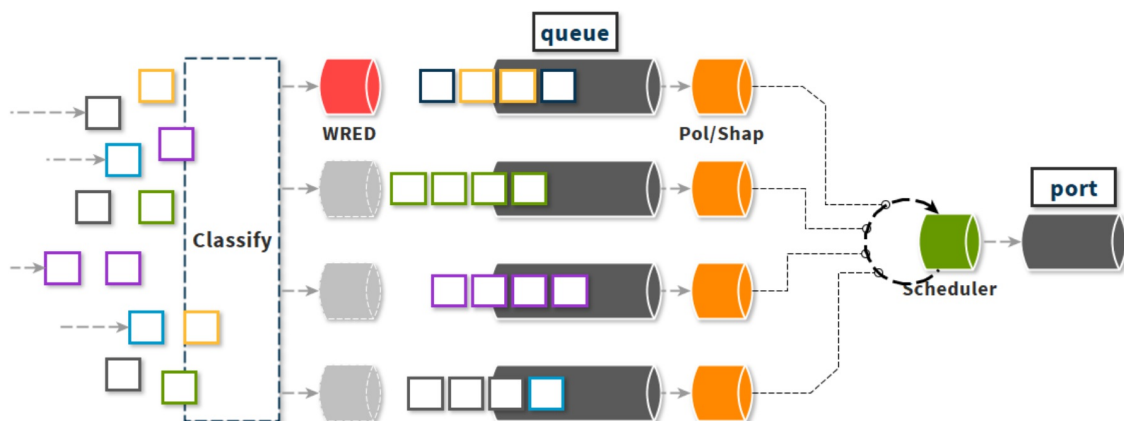 queue
WRED
Pol/Shap
Classify
port
Scheduler